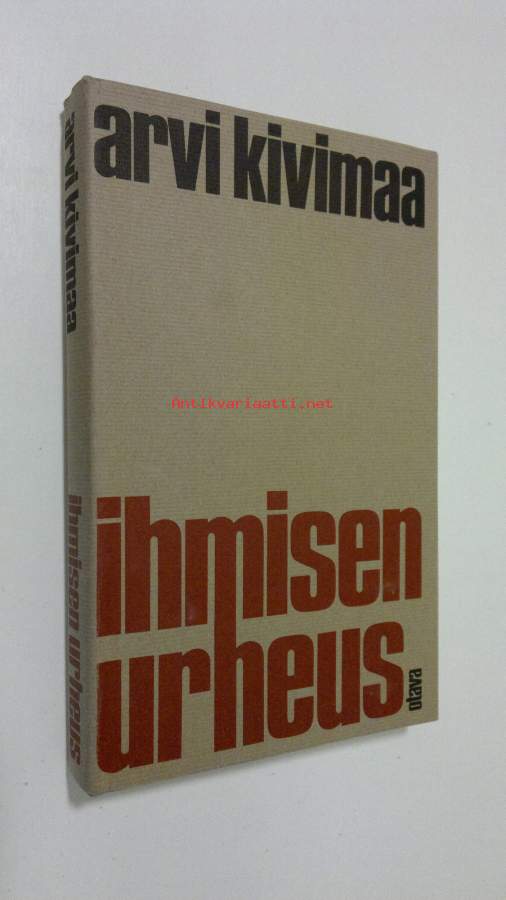 arvi kivimaa
arvi kivimaa
Antikvariaatti.net
ihmisen
urheus
otava
ihmisen urheus